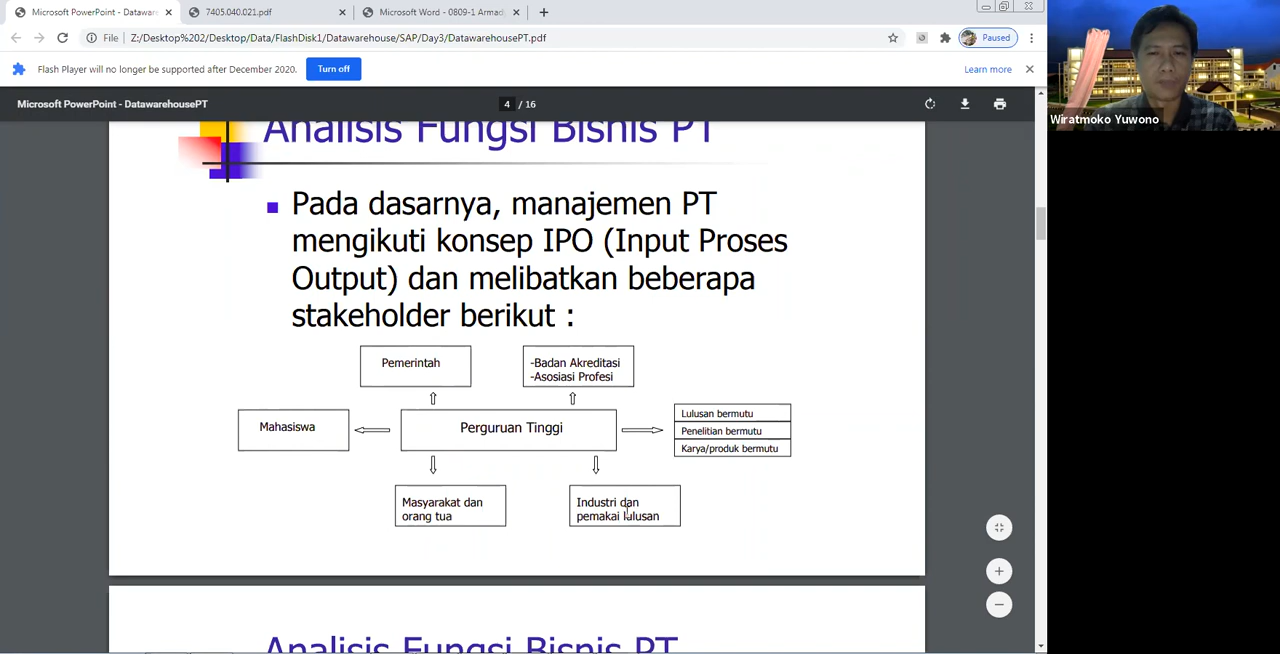 Microsoft PowerPoint - Dataware
7405.040.021.pdf
Microsoft Word - 0809-1 Armad
File
Z:/Desktop%202/Desktop/Data/FlashDisk1/Datawarehouse/SAP/Day3/DatawarehousePT.pdf
Paused
Flash Player will no longer be supported after December 2020.
Turn off
Learn more
Microsoft PowerPoint - DatawarehousePT
4 / 16
Wiratmoko Yuwono
Analisis Fungsi Bisnis PT
Pada dasarnya, manajemen PT
mengikuti konsep IPO (Input Proses
Output) dan melibatkan beberapa
stakeholder berikut :
Pemerintah
-Badan Akreditasi
-Asosiasi Profesi
Mahasiswa
Perguruan Tinggi
Lulusan bermutu
Penelitian bermutu
Karya/produk bermutu
Masyarakat dan
orang tua
Industri dan
pemakai lulusan
Analisis Fungsi Bisnis PT